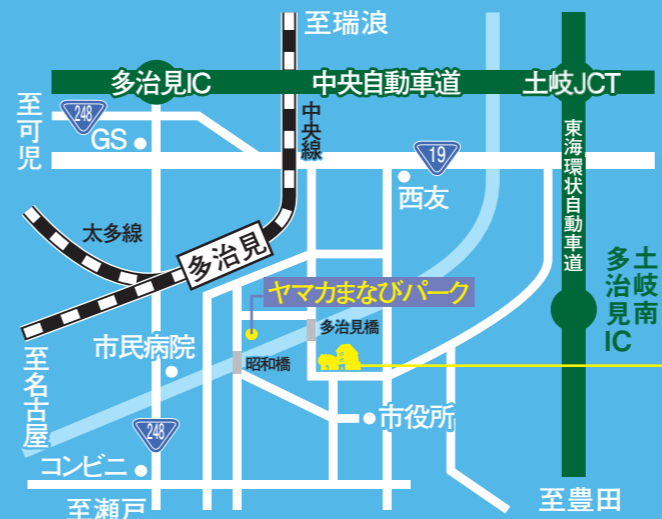 至瑞浪
多治見IC
中央自動車道
土岐JCT
至可児
248
GS
中央線
19
西友
東海環状自動車道
太多線
多治見
ヤマカまなびパーク
土岐南
多治見
IC
多治見橋
市民病院
昭和橋
至名古屋
市役所
248
コンビニ
至瀬戸
至豊田